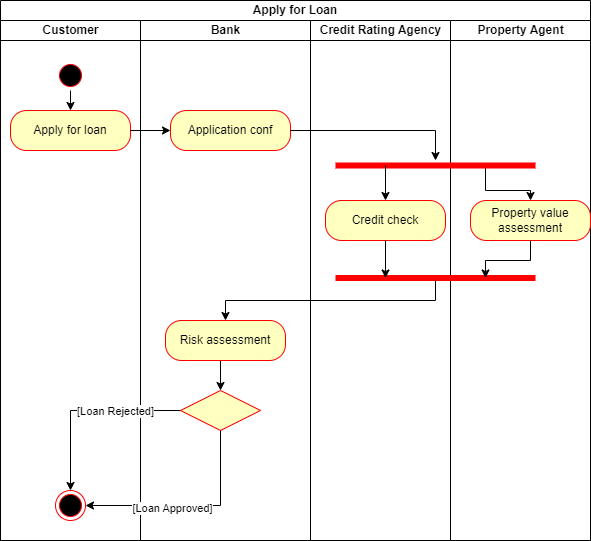 Apply for Loan
Customer
Bank
Credit Rating Agency
Property Agent
Apply for loan
Application conf
Credit check
Property value
assessment
Risk assessment
[Loan Rejected]
[Loan Approved]